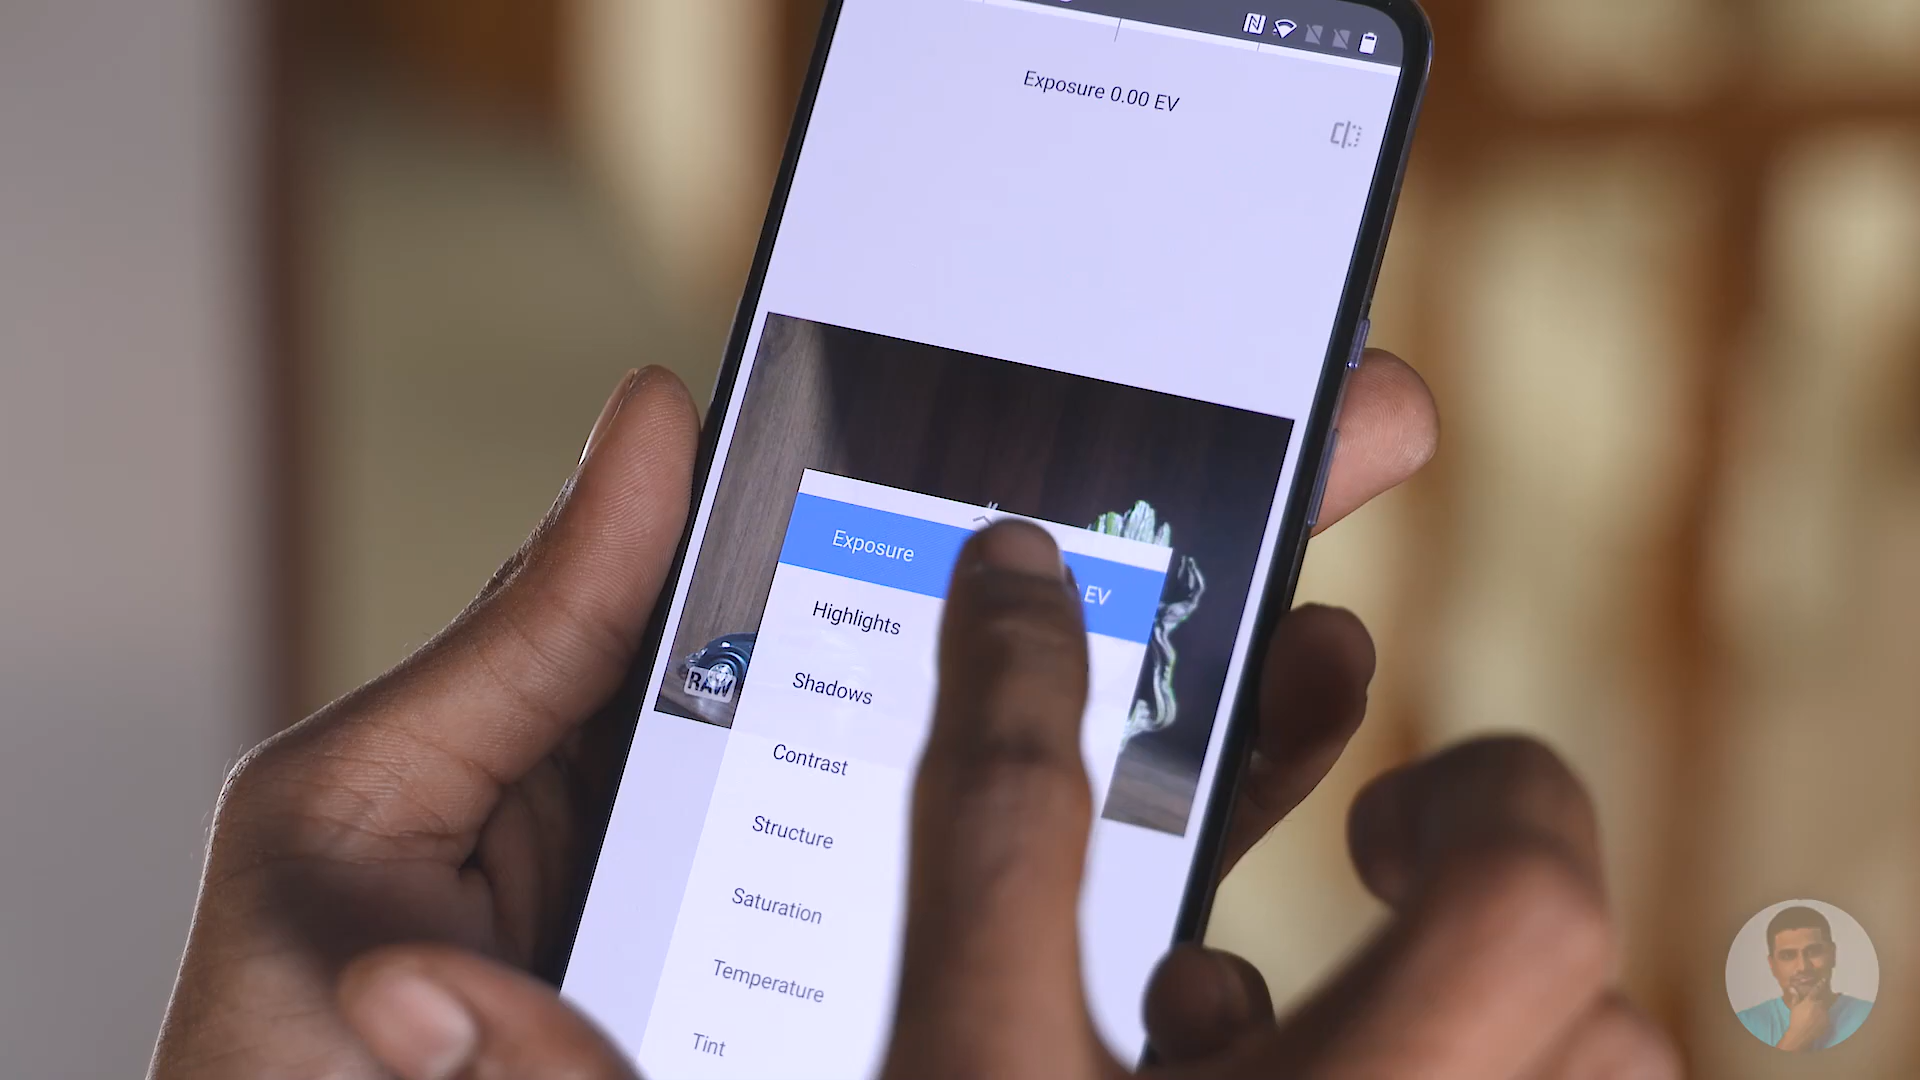 Exposure 0.00 EV
Exposure EV
Highlights
Shadows
RAW
Contrast
Structure
Saturation
Temperature
Tint